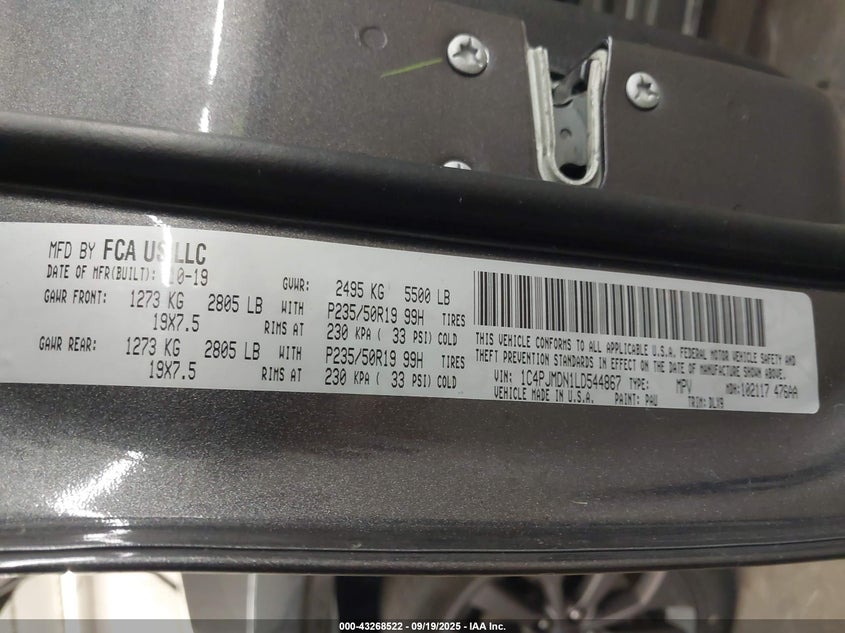 MFD BY FCA US LLC
DATE OF MFR(BUILT): 10-19
GVWR: 2495 KG 5500 LB
GAWR FRONT: 1273 KG 2805 LB WITH P235/50R19 99H TIRES
19X7.5 RIMS AT 230 KPA ( 33 PSI) COLD
GAWR REAR: 1273 KG 2805 LB WITH P235/50R19 99H TIRES
19X7.5 RIMS AT 230 KPA ( 33 PSI) COLD
THIS VEHICLE CONFORMS TO ALL APPLICABLE U.S.A. FEDERAL MOTOR VEHICLE SAFETY AND
THEFT PREVENTION STANDARDS IN EFFECT ON THE DATE OF MANUFACTURE SHOWN ABOVE.
VIN: 1C4PJMDN1LD544867 TYPE: MPV MDH:102117 476AA
VEHICLE MADE IN U.S.A. PAINT: PAU TRIM: DLX9
000-43268522 - 09/19/2025 - IAA Inc.